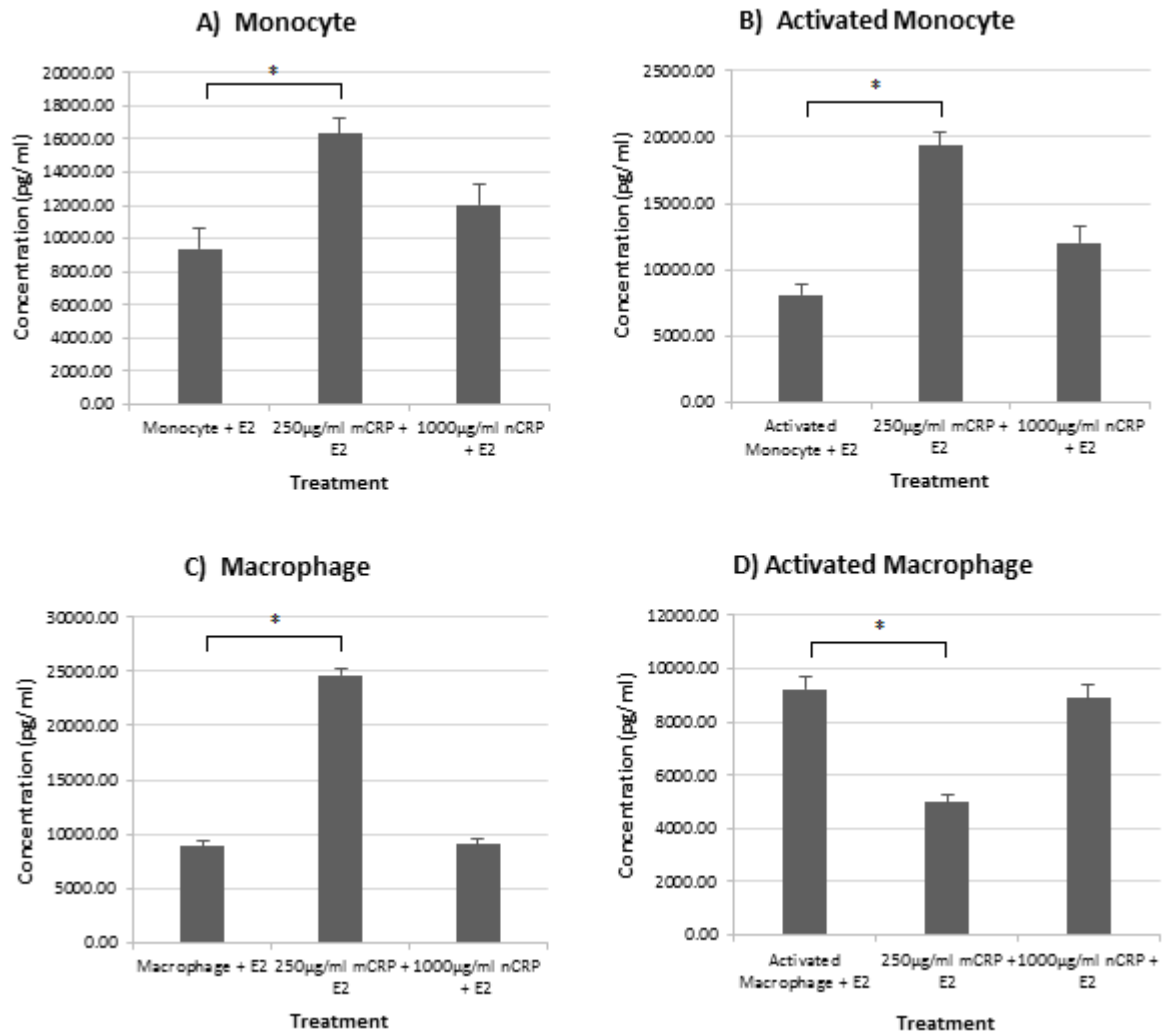 A) Monocyte
*
20000.00
18000.00
16000.00
14000.00
12000.00
10000.00
8000.00
6000.00
4000.00
2000.00
0.00
Concentration (pg/ml)
Monocyte + E2
250µg/ml mCRP +
E2
1000µg/ml nCRP
+ E2
Treatment
B) Activated Monocyte
*
25000.00
20000.00
15000.00
10000.00
5000.00
0.00
Concentration (pg/ml)
Activated
Monocyte + E2
250µg/ml mCRP +
E2
1000µg/ml nCRP
+ E2
Treatment
C) Macrophage
*
30000.00
25000.00
20000.00
15000.00
10000.00
5000.00
0.00
Concentration (pg/ml)
Macrophage + E2
250µg/ml mCRP +
E2
1000µg/ml nCRP
+ E2
Treatment
D) Activated Macrophage
*
12000.00
10000.00
8000.00
6000.00
4000.00
2000.00
0.00
Concentration (pg/ml)
Activated
Macrophage + E2
250µg/ml mCRP +
E2
1000µg/ml nCRP +
E2
Treatment